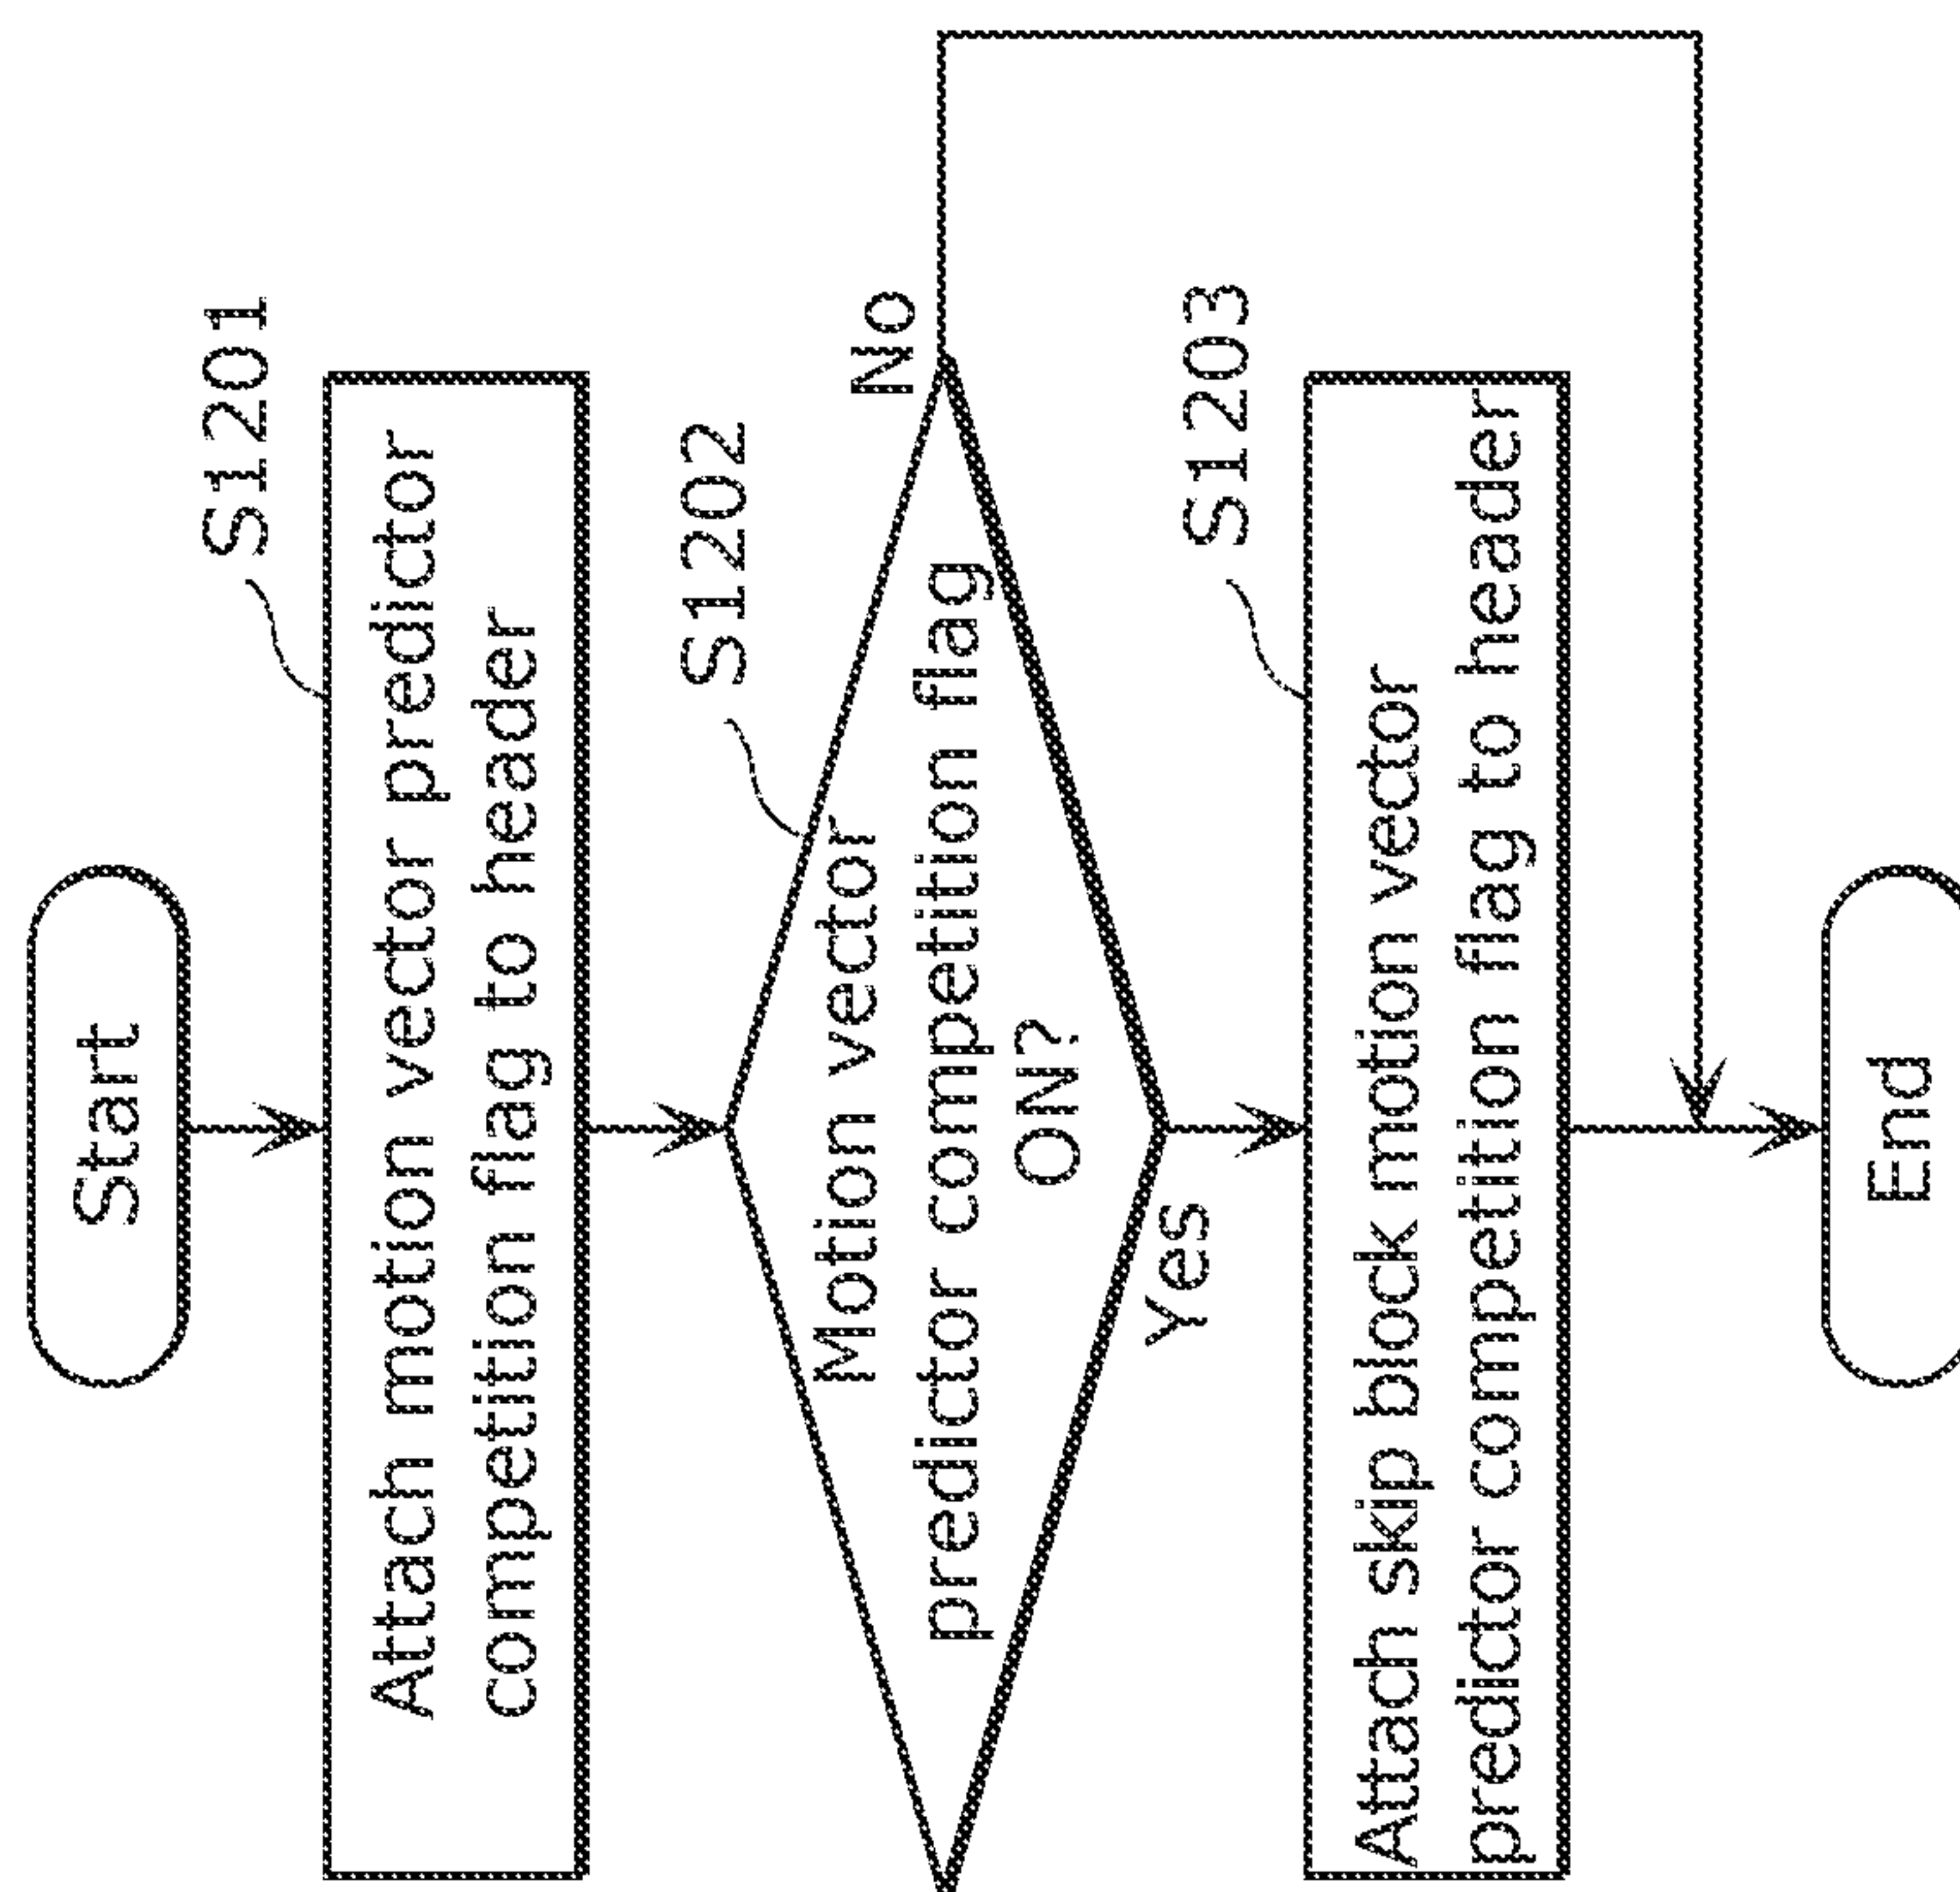 Start
S1201
Attach motion vector predictor
competition flag to header
S1202
Motion vector
predictor competition flag
ON?
No
Yes
S1203
Attach skip block motion vector
predictor competition flag to header
End